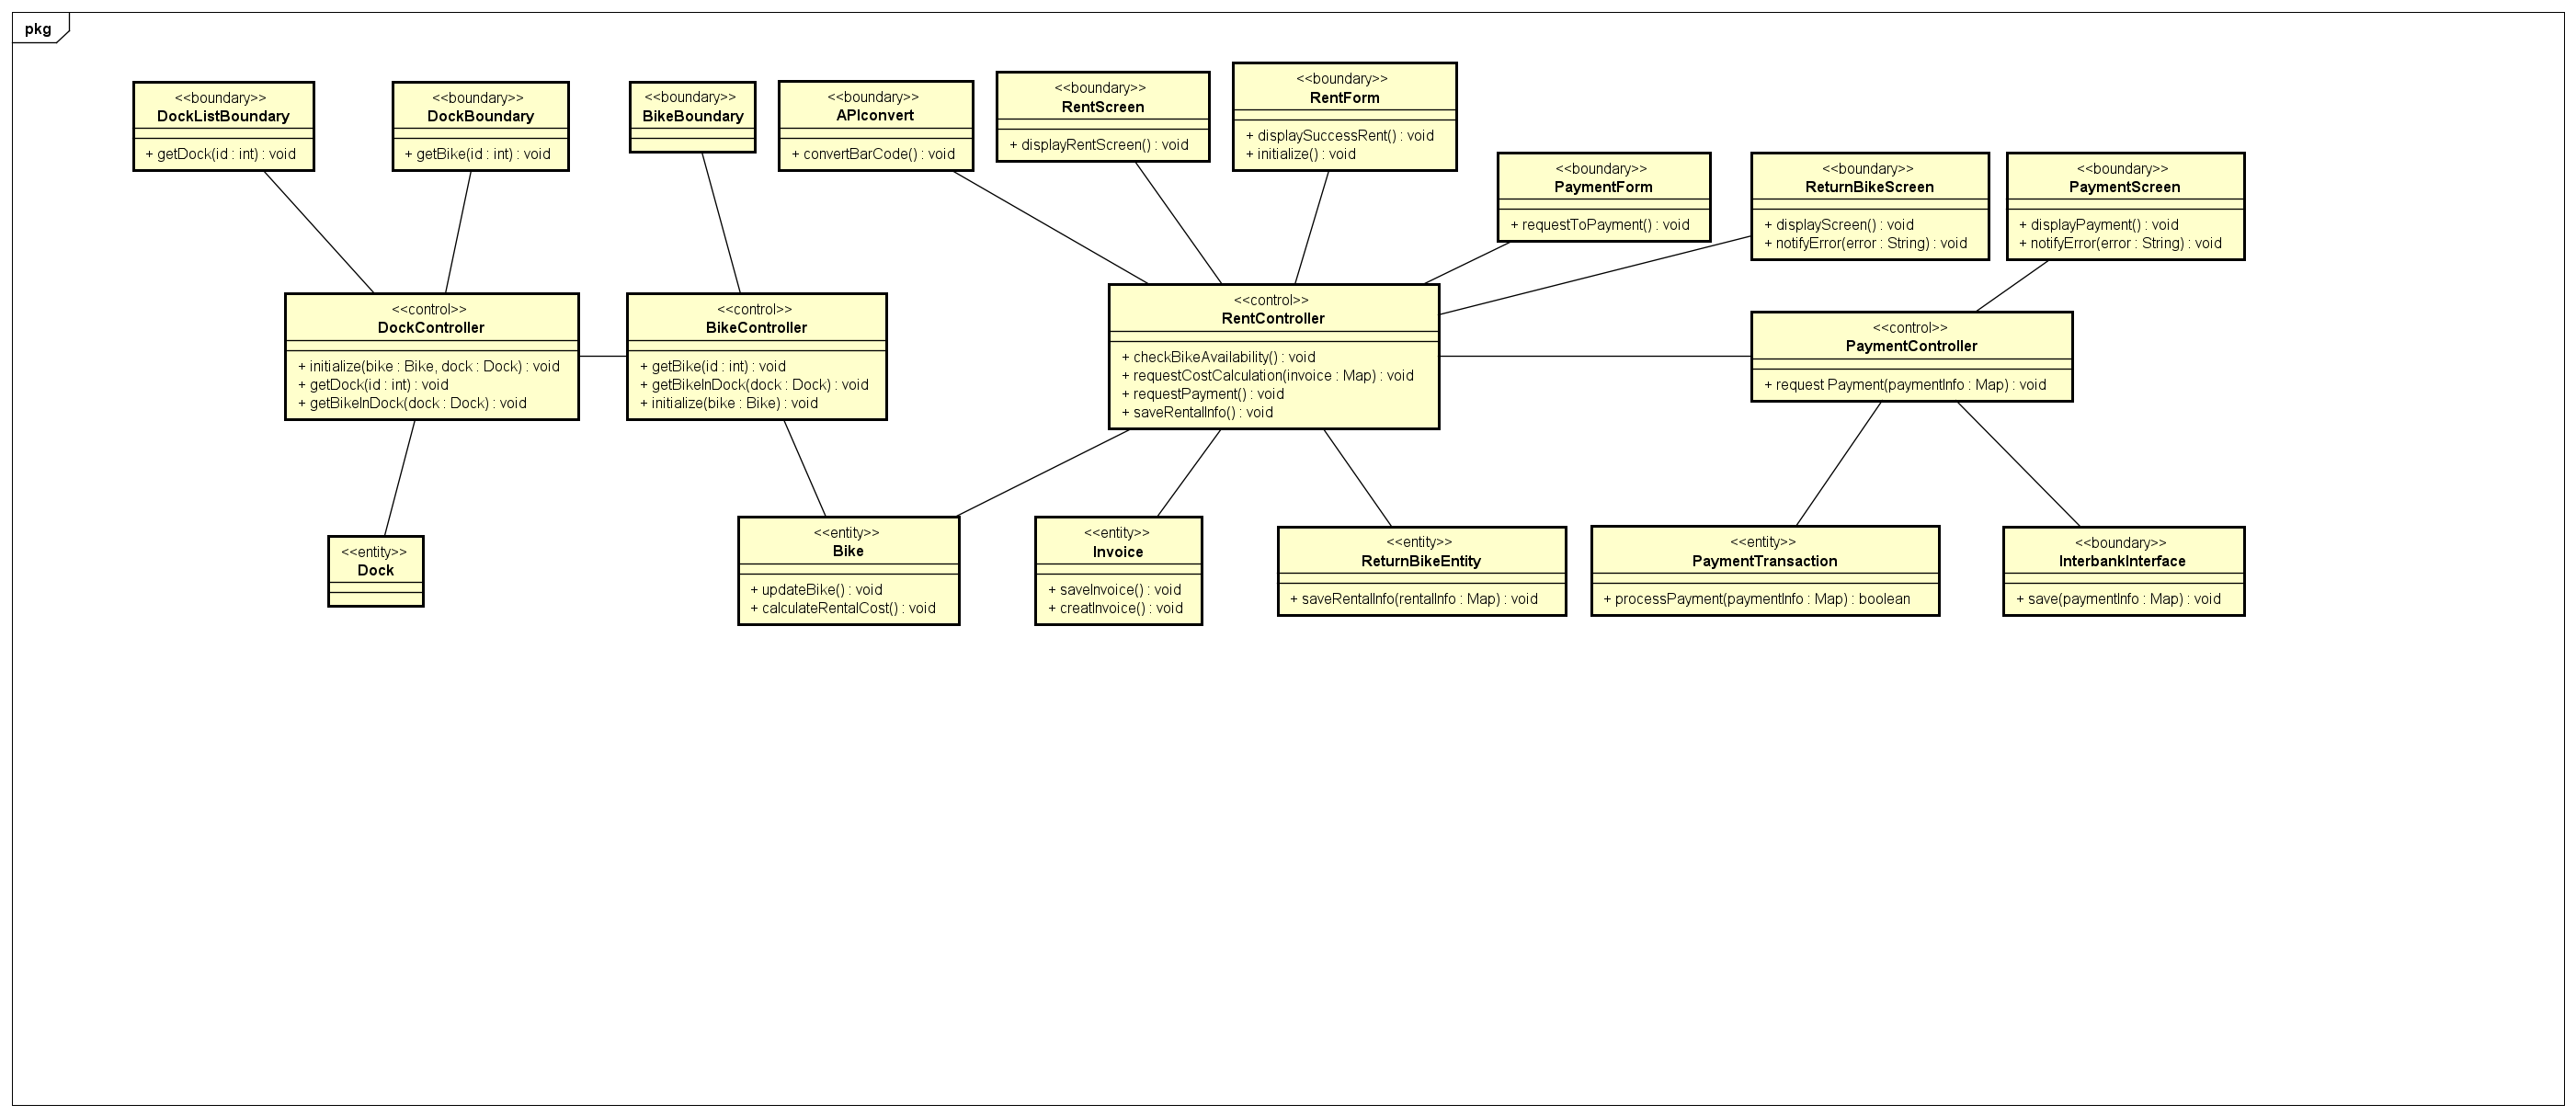 pkg
<<boundary>>
DockListBoundary
+ getDock(id : int) : void
<<boundary>>
DockBoundary
+ getBike(id : int) : void
<<boundary>>
BikeBoundary
<<boundary>>
APIconvert
+ convertBarCode() : void
<<boundary>>
RentScreen
+ displayRentScreen() : void
<<boundary>>
RentForm
+ displaySuccessRent() : void
+ initialize() : void
<<boundary>>
PaymentForm
+ requestToPayment() : void
<<boundary>>
ReturnBikeScreen
+ displayScreen() : void
+ notifyError(error : String) : void
<<boundary>>
PaymentScreen
+ displayPayment() : void
+ notifyError(error : String) : void
<<control>>
DockController
+ initialize(bike : Bike, dock : Dock) : void
+ getDock(id : int) : void
+ getBikeInDock(dock : Dock) : void
<<control>>
BikeController
+ getBike(id : int) : void
+ getBikeInDock(dock : Dock) : void
+ initialize(bike : Bike) : void
<<control>>
RentController
+ checkBikeAvailability() : void
+ requestCostCalculation(invoice : Map) : void
+ requestPayment() : void
+ saveRentalInfo() : void
<<control>>
PaymentController
+ request Payment(paymentInfo : Map) : void
<<entity>>
Dock
<<entity>>
Bike
+ updateBike() : void
+ calculateRentalCost() : void
<<entity>>
Invoice
+ saveInvoice() : void
+ creatInvoice() : void
<<entity>>
ReturnBikeEntity
+ saveRentalInfo(rentalInfo : Map) : void
<<entity>>
PaymentTransaction
+ processPayment(paymentInfo : Map) : boolean
<<boundary>>
InterbankInterface
+ save(paymentInfo : Map) : void